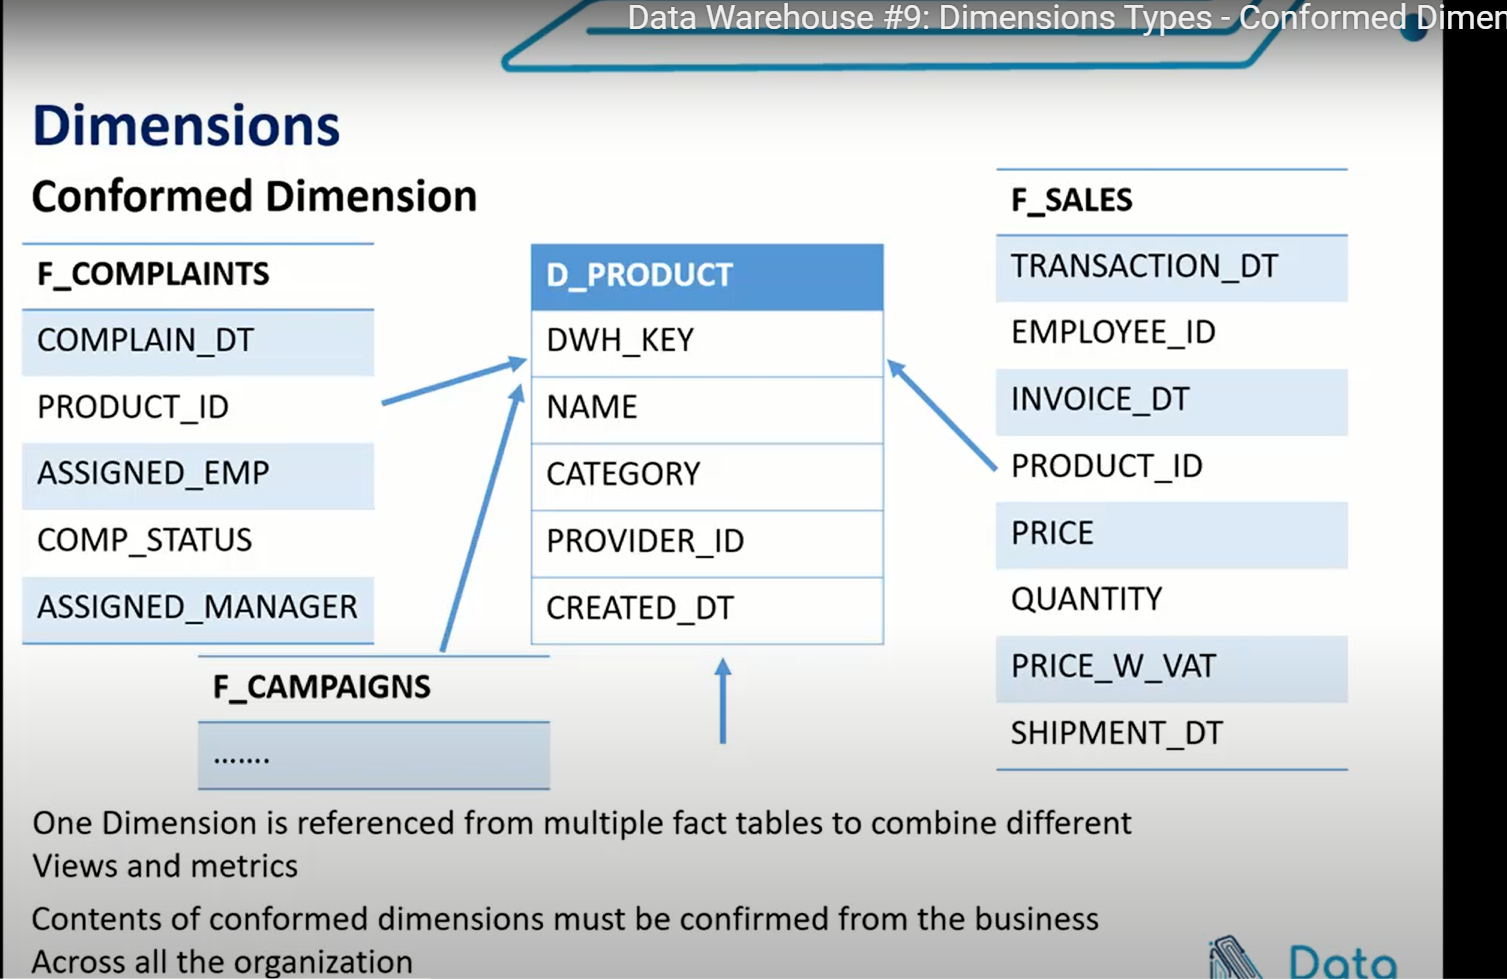 Data Warehouse #9: Dimensions Types - Conformed Dimen
Dimensions
Conformed Dimension
F_COMPLAINTS
COMPLAIN_DT
PRODUCT_ID
ASSIGNED_EMP
COMP_STATUS
ASSIGNED_MANAGER
F_CAMPAIGNS
.......
D_PRODUCT
DWH_KEY
NAME
CATEGORY
PROVIDER_ID
CREATED_DT
F_SALES
TRANSACTION_DT
EMPLOYEE_ID
INVOICE_DT
PRODUCT_ID
PRICE
QUANTITY
PRICE_W_VAT
SHIPMENT_DT
One Dimension is referenced from multiple fact tables to combine different
Views and metrics
Contents of conformed dimensions must be confirmed from the business
Across all the organization
Data